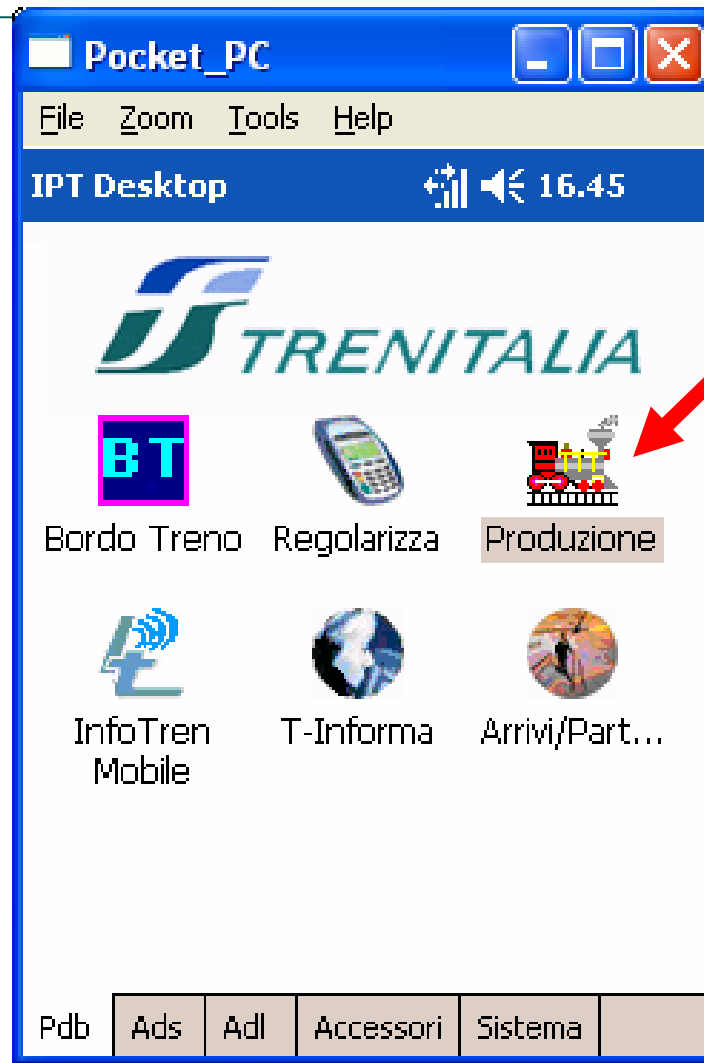 Pocket_PC
File Zoom Tools Help
IPT Desktop 16.45
TRENITALIA
BT
Bordo Treno Regolarizza Produzione
InfoTren T-Informa Arrivi/Part...
Mobile
Pdb Ads Adl Accessori Sistema